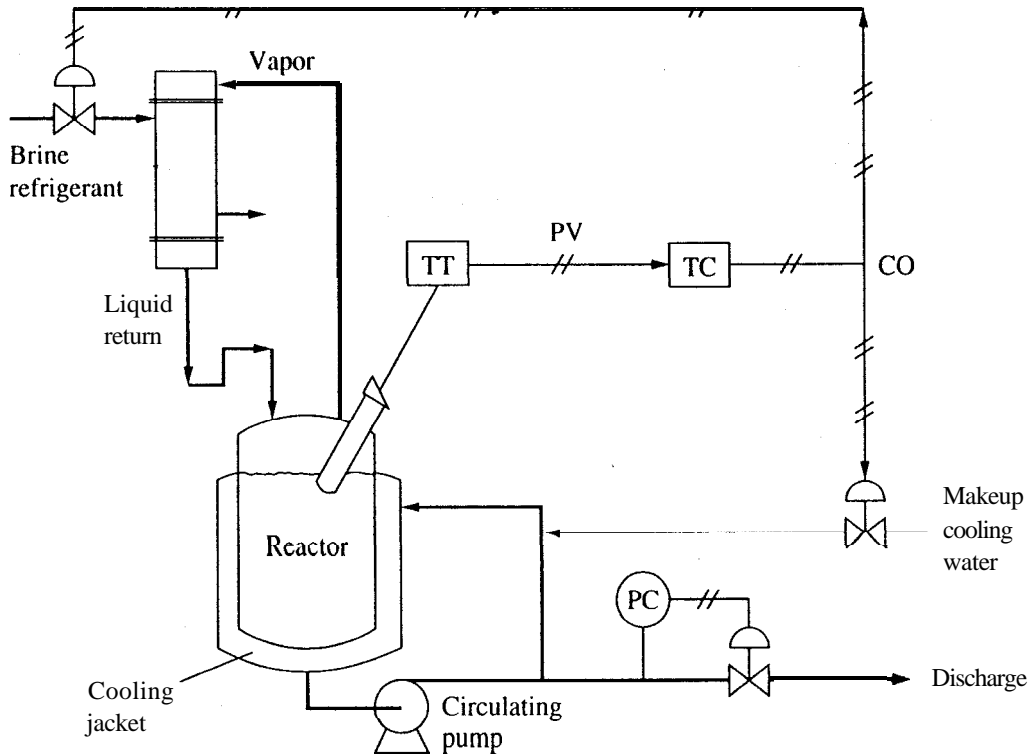 Vapor
Brine
refrigerant
PV
TT
TC
CO
Liquid
return
Makeup
cooling
water
Reactor
PC
Discharge
Cooling
jacket
Circulating
pump